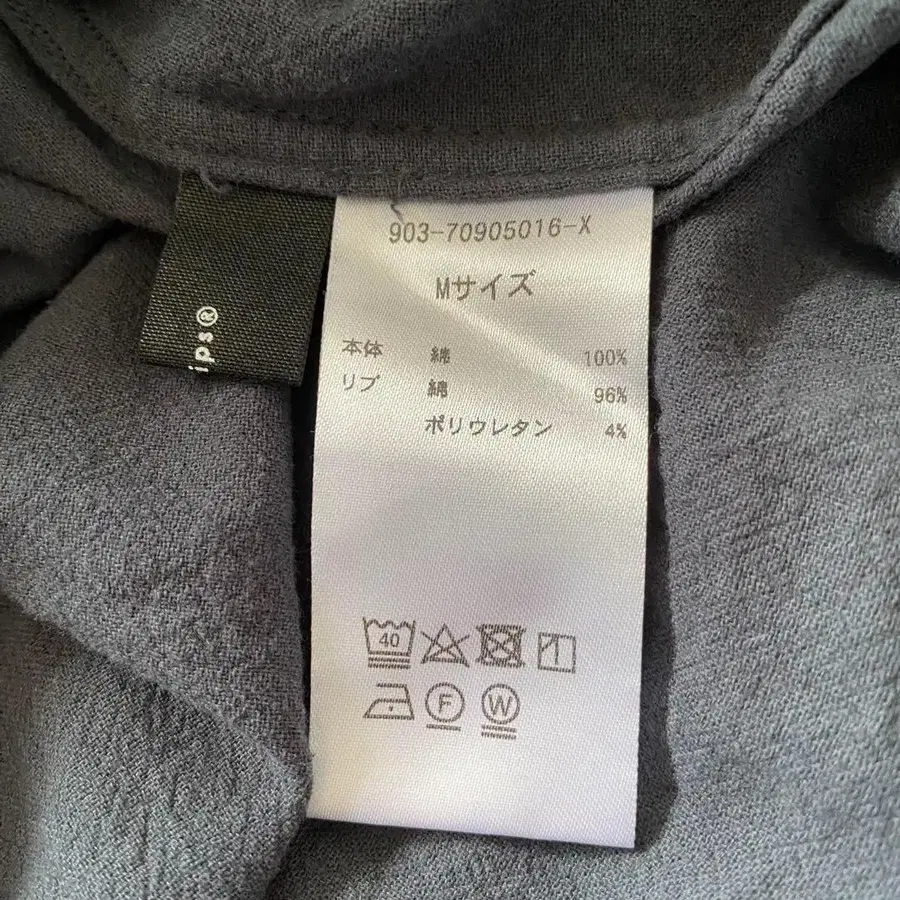 ips®
903-70905016-X
Mサイズ
本体 綿 100%
リブ 綿 96%
ポリウレタン 4%
40
F W